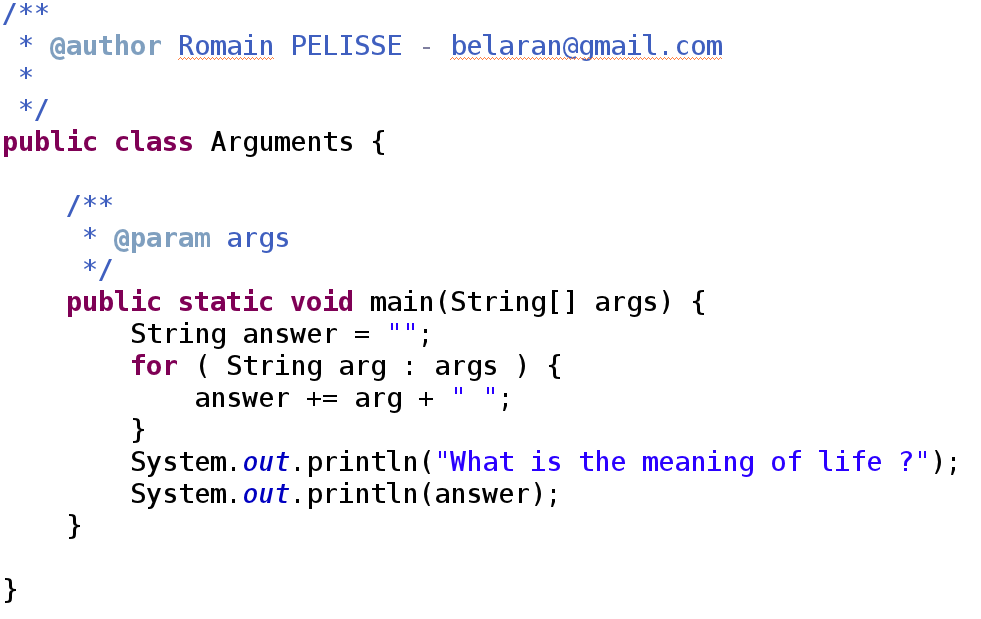 /**
 * @author Romain PELISSE - belaran@gmail.com
 *
 */
public class Arguments {

    /**
     * @param args
     */
    public static void main(String[] args) {
        String answer = "";
        for ( String arg : args ) {
            answer += arg + " ";
        }
        System.out.println("What is the meaning of life ?");
        System.out.println(answer);
    }

}